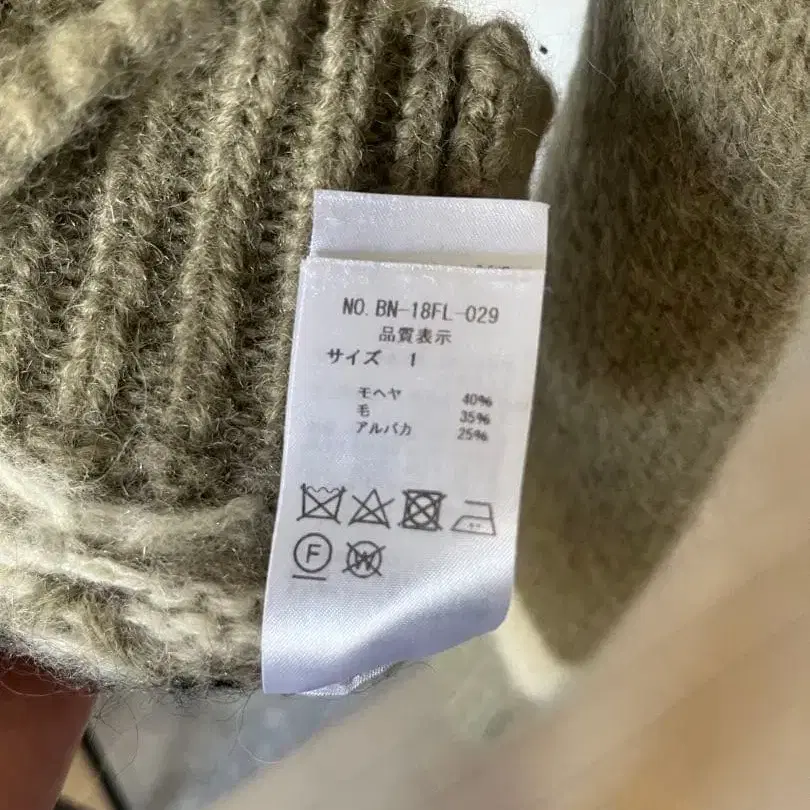 NO. BN-18FL-029
品質表示
サイズ 1
モヘヤ 40%
毛 35%
アルパカ 25%
F
W